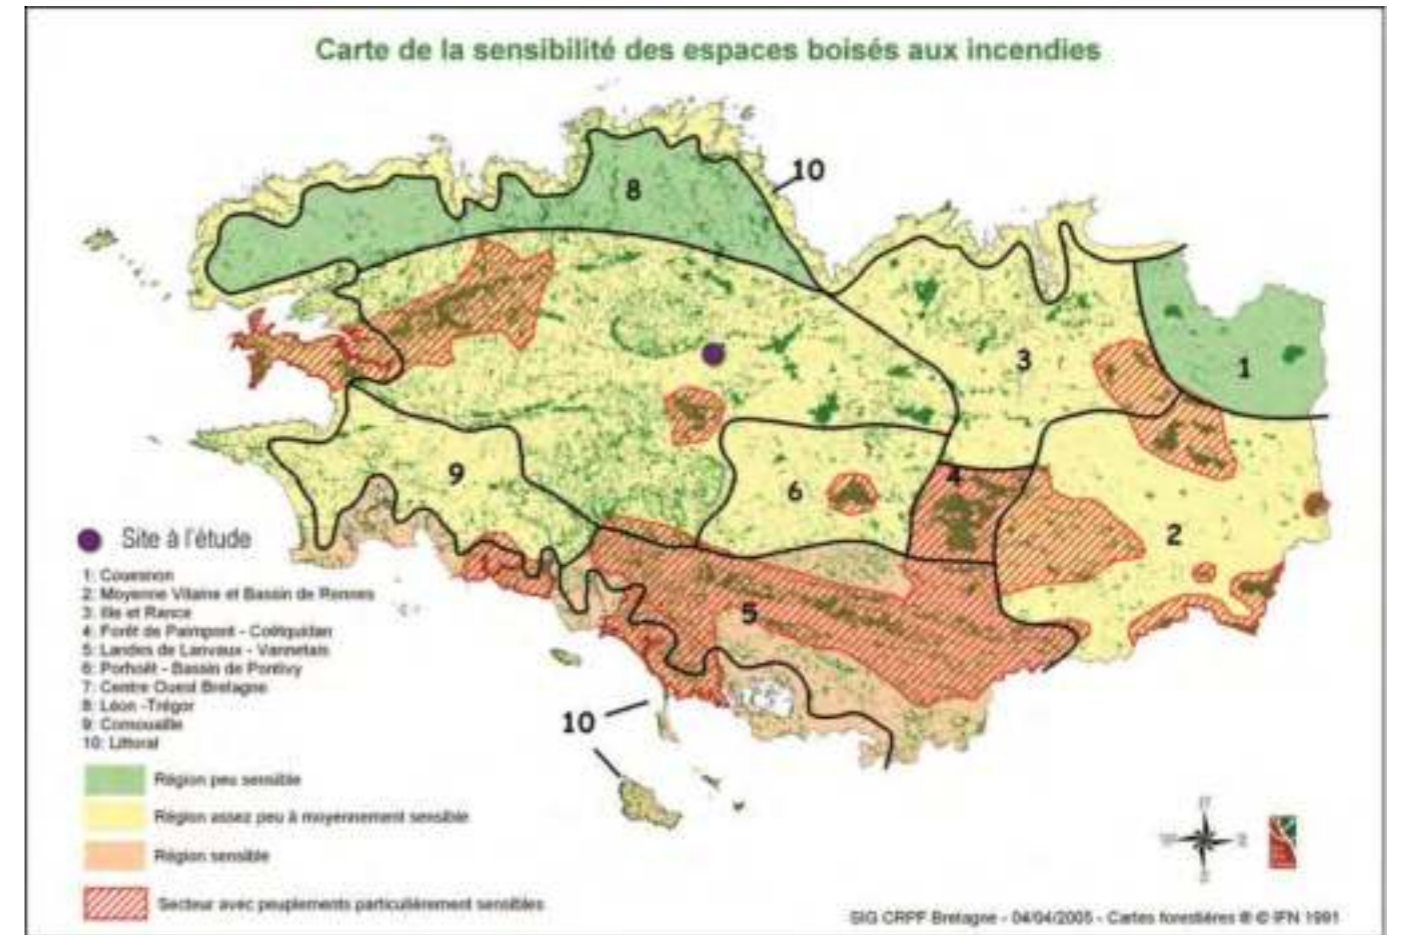 Carte de la sensibilité des espaces boisés aux incendies
10
8
1
3
9
4
6
2
5
10
Site à l'étude
1: Couesnon
2: Moyenne Vilaine et Bassin de Rennes
3: Ille et Rance
4: Forêt de Paimpont - Coëtquidan
5: Landes de Lanvaux - Vannetais
6: Porhoët - Bassin de Pontivy
7: Centre Ouest Bretagne
8: Léon -Trégor
9: Cornouaille
10: Littoral
Région peu sensible
Région assez peu à moyennement sensible
Région sensible
Secteur avec peuplements particulièrement sensibles
SIG CRPF Bretagne - 04/04/2005 - Cartes forestières ® © IFN 1991